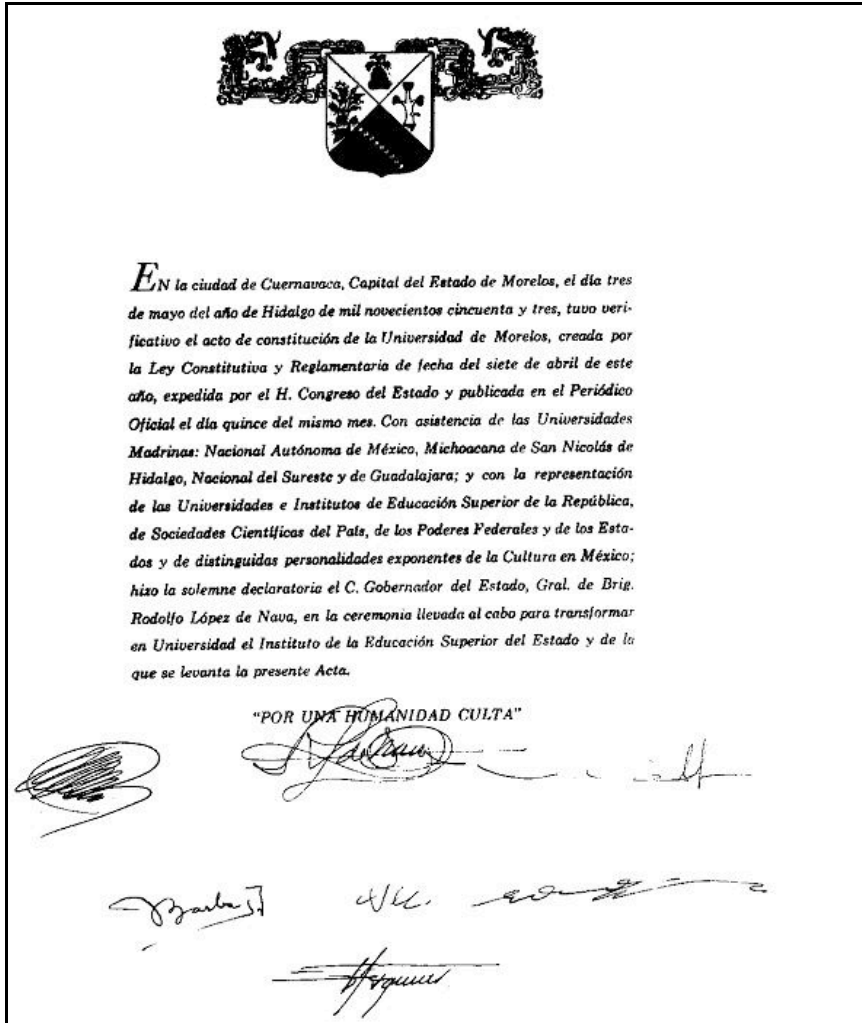 EN la ciudad de Cuernavaca, Capital del Estado de Morelos, el día tres
de mayo del año de Hidalgo de mil novecientos cincuenta y tres, tuvo veri-
ficativo el acto de constitución de la Universidad de Morelos, creada por
la Ley Constitutiva y Reglamentaria de fecha del siete de abril de este
año, expedida por el H. Congreso del Estado y publicada en el Periódico
Oficial el día quince del mismo mes. Con asistencia de las Universidades
Madrinas: Nacional Autónoma de México, Michoacana de San Nicolás de
Hidalgo, Nacional del Sureste y de Guadalajara; y con la representación
de las Universidades e Institutos de Educación Superior de la República,
de Sociedades Científicas del País, de los Poderes Federales y de los Esta-
dos y de distinguidas personalidades exponentes de la Cultura en México;
hizo la solemne declaratoria el C. Gobernador del Estado, Gral. de Brig.
Rodolfo López de Nava, en la ceremonia llevada al cabo para transformar
en Universidad el Instituto de la Educación Superior del Estado y de la
que se levanta la presente Acta.
"POR UNA HUMANIDAD CULTA"